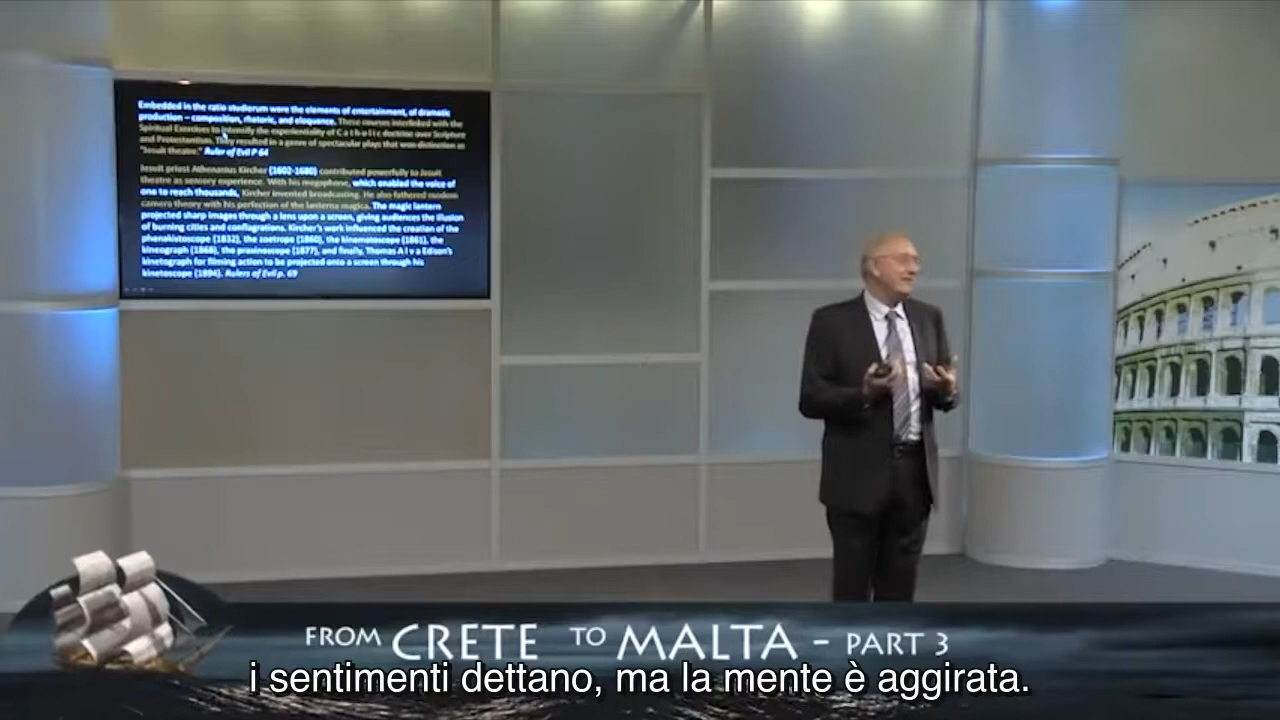 Embedded in the ratio studiorum were the elements of entertainment, of dramatic
production – composition, rhetoric, and eloquence. These courses interlinked with the
Spiritual Exercises to intensify the experientiality of C a t h o l i c doctrine over Scripture
and Protestantism. They resulted in a genre of spectacular plays that won distinction as
"Jesuit theatre." Ruler of Evil P 64
Jesuit priest Athanasius Kircher (1602-1680) contributed powerfully to Jesuit
theatre as sensory experience. With his megaphone, which enabled the voice of
one to reach thousands, Kircher invented broadcasting. He also fathered modern
camera theory with his perfection of the lanterna magica. The magic lantern
projected sharp images through a lens upon a screen, giving audiences the illusion
of burning cities and conflagrations. Kircher's work influenced the creation of the
phenakistoscope (1832), the zoetrope (1860), the kinematoscope (1861), the
kineograph (1868), the praxinoscope (1877), and finally, Thomas A l v a Edison's
kinetograph for filming action to be projected onto a screen through his
kinetoscope (1894). Rulers of Evil p. 69
FROM CRETE TO MALTA - PART 3
i sentimenti dettano, ma la mente è aggirata.